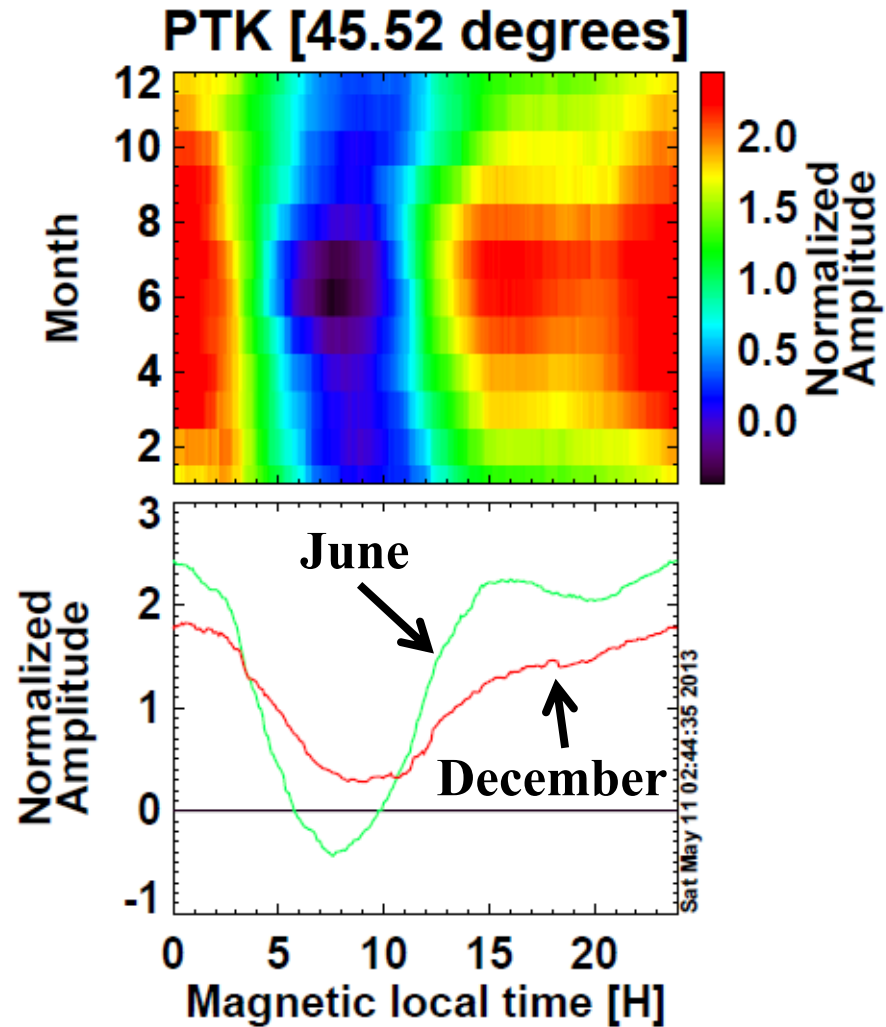 PTK [45.52 degrees]
12
10
8
6
4
2
Month
2.0
1.5
1.0
0.5
0.0
Normalized
Amplitude
3
2
1
0
-1
Normalized
Amplitude
June
December
0
5
10
15
20
Magnetic local time [H]
Sat May 11 02:44:35 2013